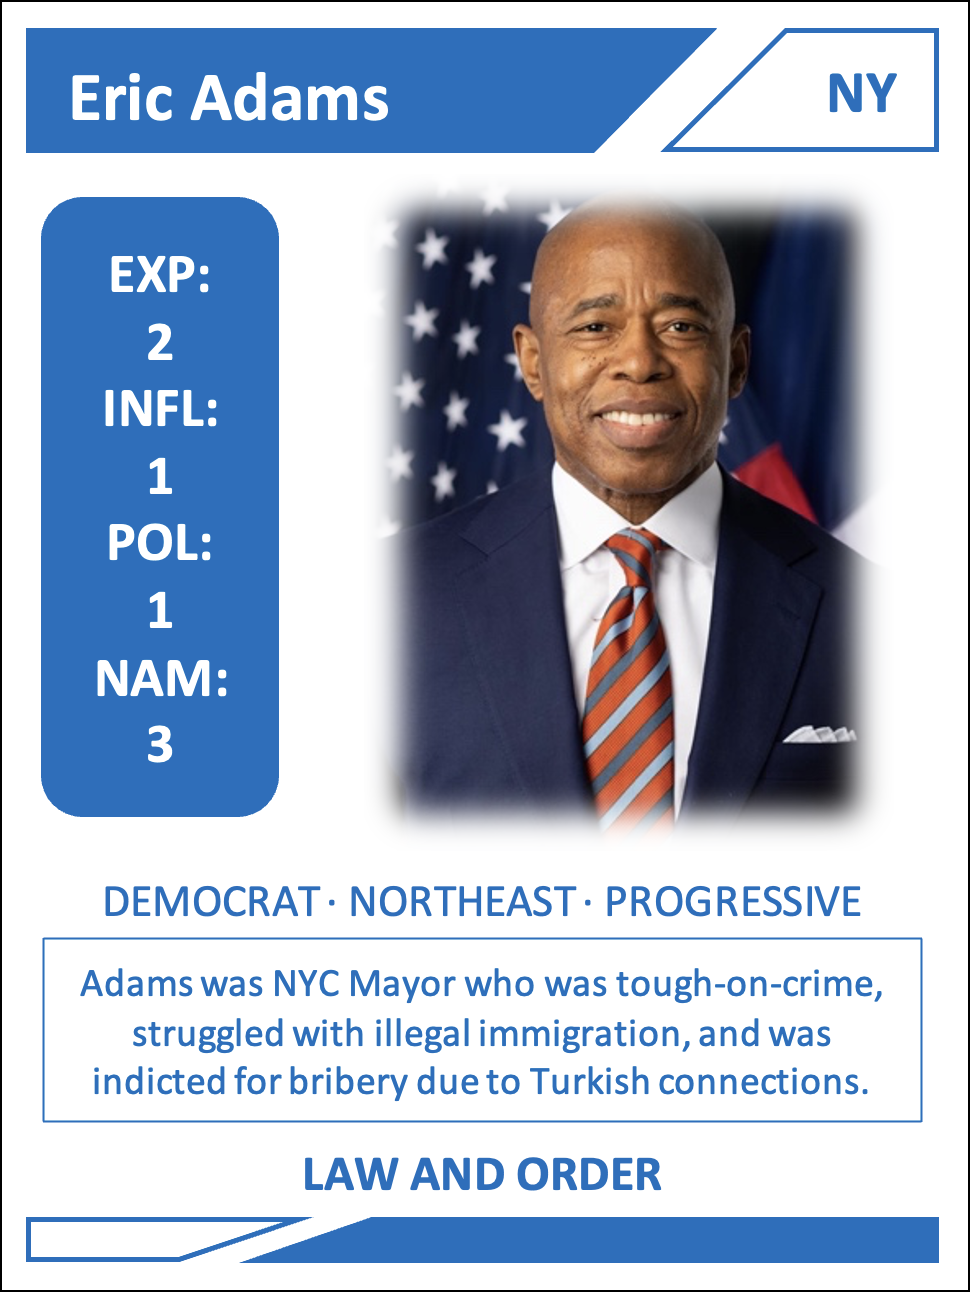 Eric Adams
NY
EXP:
2
INFL:
1
POL:
1
NAM:
3
DEMOCRAT · NORTHEAST · PROGRESSIVE
Adams was NYC Mayor who was tough-on-crime,
struggled with illegal immigration, and was
indicted for bribery due to Turkish connections.
LAW AND ORDER